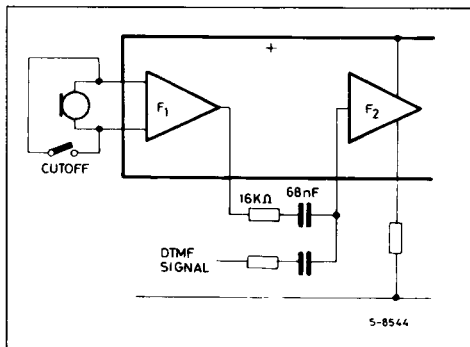 +
F1
F2
CUTOFF
16KΩ
68nF
DTMF
SIGNAL
S-8544